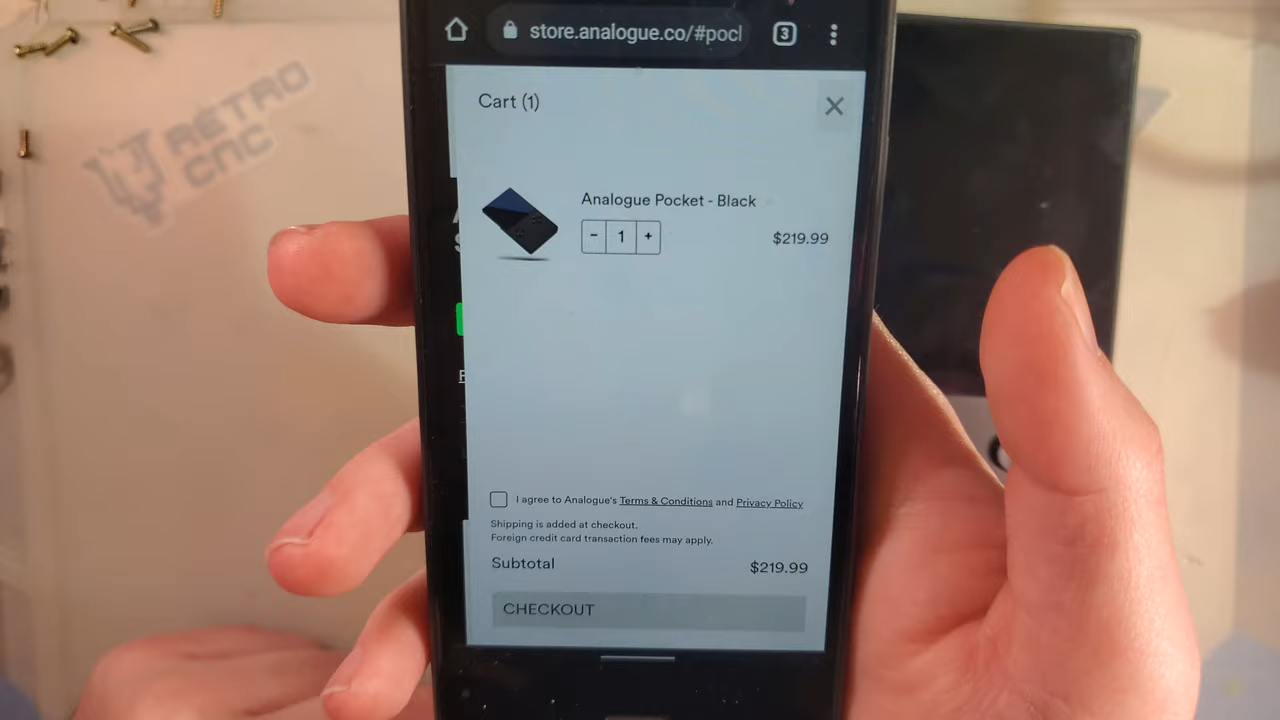 store.analogue.co/#pocl
3
Cart (1)
RETRO
CNC
Analogue Pocket - Black
- 1 +
$219.99
I agree to Analogue's Terms & Conditions and Privacy Policy
Shipping is added at checkout.
Foreign credit card transaction fees may apply.
Subtotal
$219.99
CHECKOUT